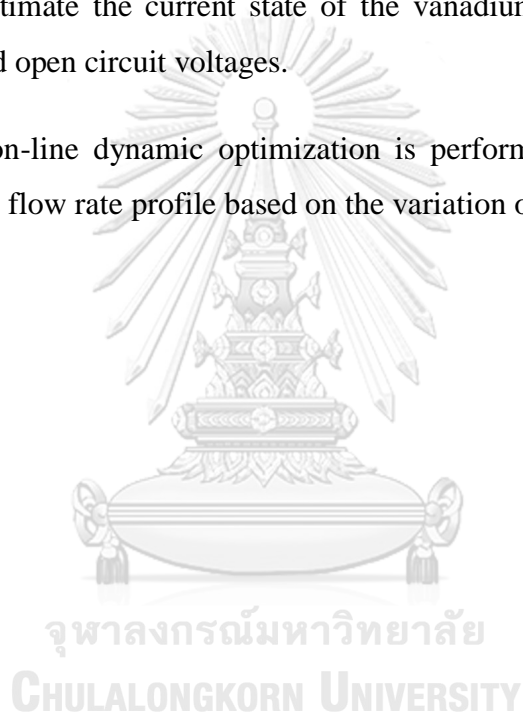 timate the current state of the vanadium
d open circuit voltages.
on-line dynamic optimization is perform
flow rate profile based on the variation o
จุฬาลงกรณ์มหาวิทยาลัย
CHULALONGKORN UNIVERSITY